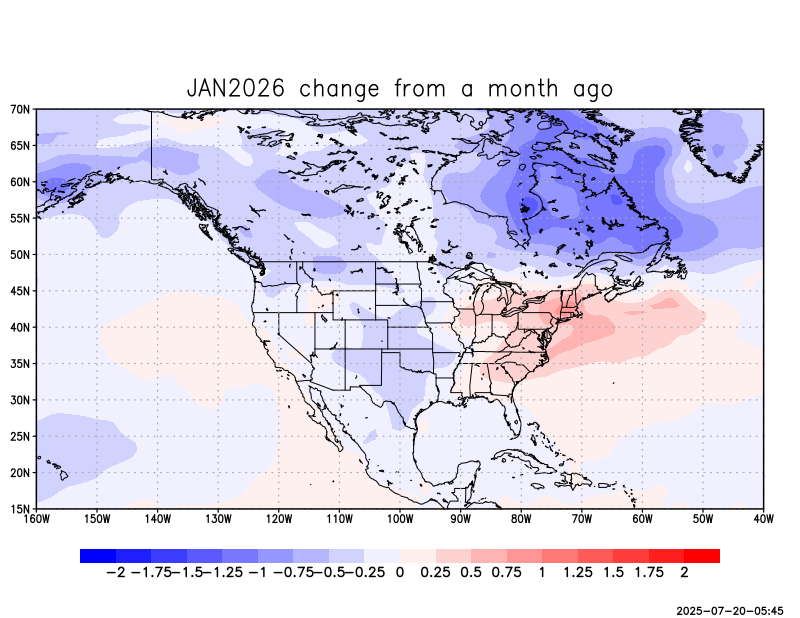 JAN2026 change from a month ago
70N
65N
60N
55N
50N
45N
40N
35N
30N
25N
20N
15N
160W 150W 140W 130W 120W 110W 100W 90W 80W 70W 60W 50W 40W
−2 −1.75 −1.5 −1.25 −1 −0.75 −0.5 −0.25 0 0.25 0.5 0.75 1 1.25 1.5 1.75 2
2025-07-20-05:45